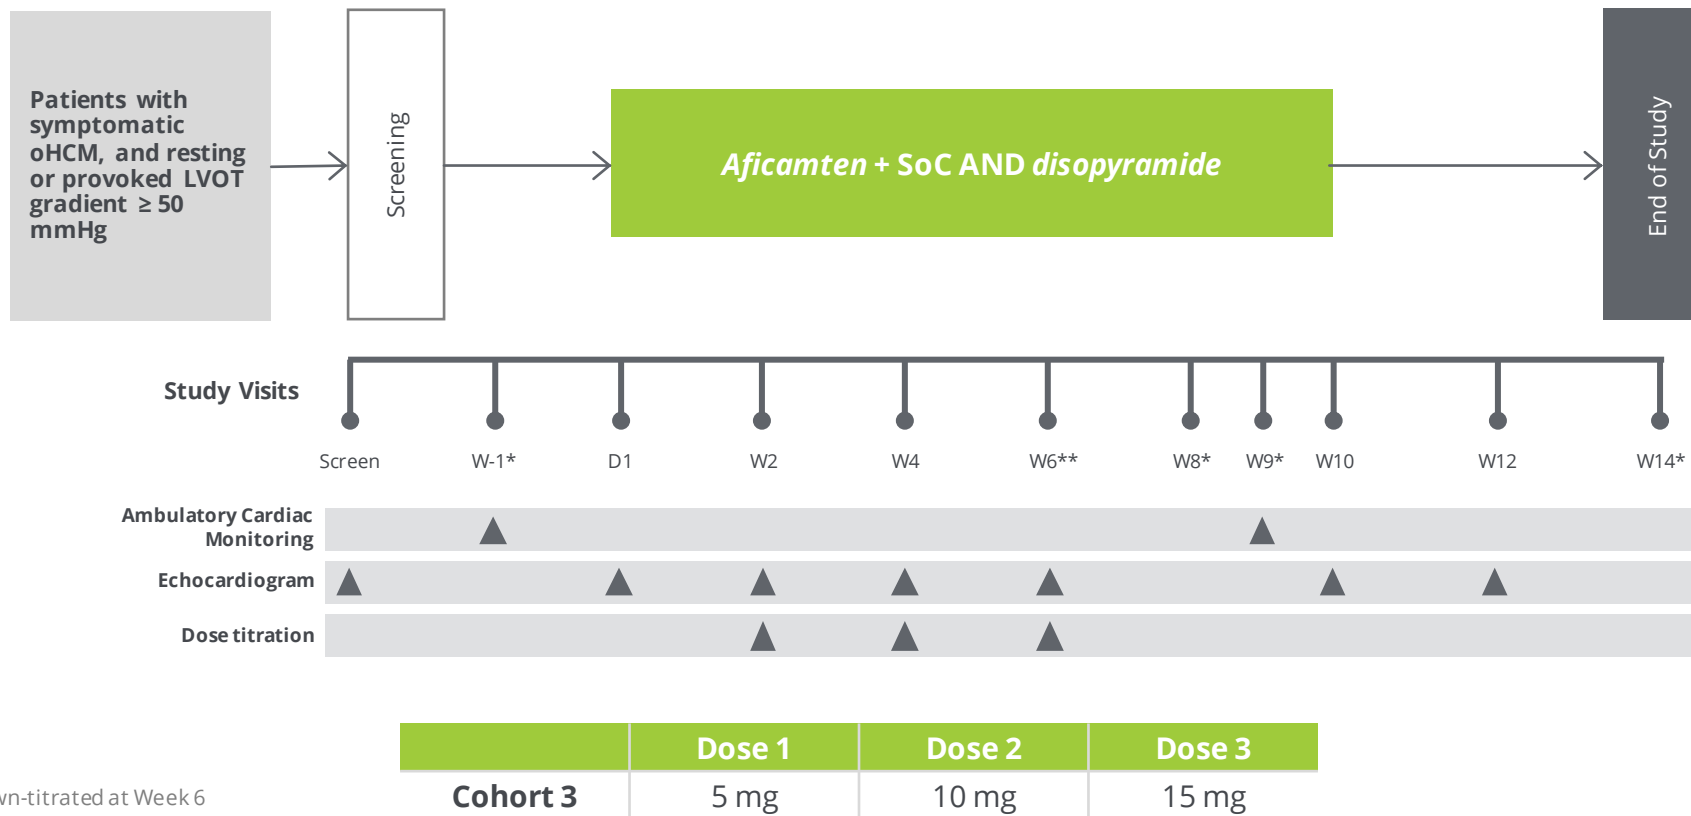 Patients with
symptomatic
oHCM, and resting
or provoked LVOT
gradient ≥ 50
mmHg
Screening
Aficamten + SoC AND disopyramide
End of Study
Study Visits
Screen W-1* D1 W2 W4 W6** W8* W9* W10 W12 W14*
Ambulatory Cardiac
Monitoring
Echocardiogram
Dose titration
Dose 1 Dose 2 Dose 3
Cohort 3 5 mg 10 mg 15 mg
at Week 6